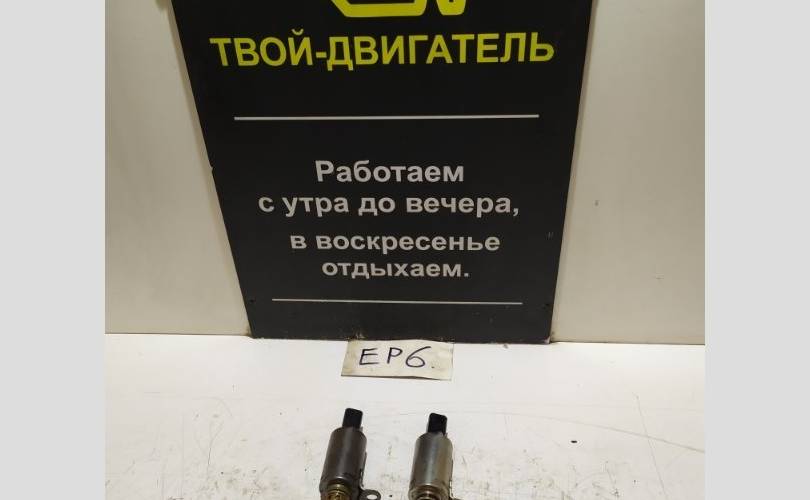 ТВОЙ-ДВИГАТЕЛЬ
Работаем
с утра до вечера,
в воскресенье
отдыхаем.
EP6.